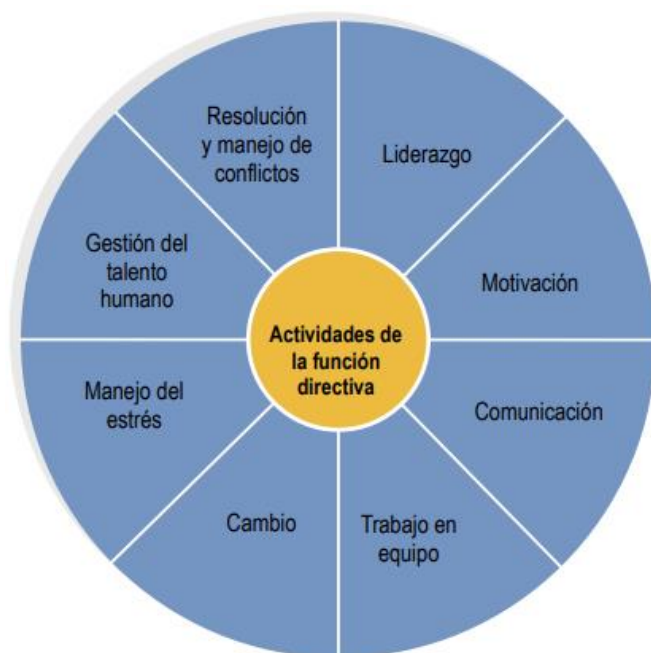 Resolución
y manejo de
conflictos
Liderazgo
Gestión del
talento
humano
Motivación
Actividades de
la función
directiva
Manejo del
estrés
Comunicación
Cambio
Trabajo en
equipo